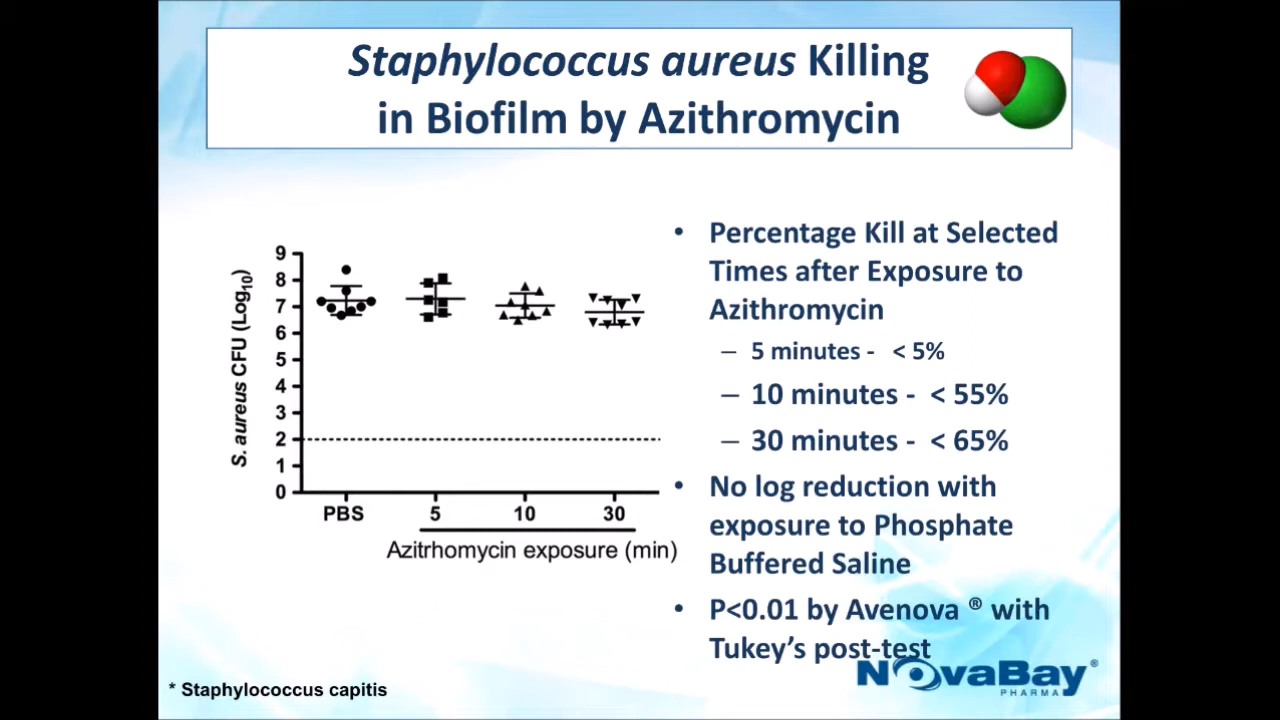 Staphylococcus aureus Killing
in Biofilm by Azithromycin
S. aureus CFU (Log10)
9
8
7
6
5
4
3
2
1
0
PBS 5 10 30
Azitrhomycin exposure (min)
• Percentage Kill at Selected
Times after Exposure to
Azithromycin
– 5 minutes - < 5%
– 10 minutes - < 55%
– 30 minutes - < 65%
• No log reduction with
exposure to Phosphate
Buffered Saline
• P<0.01 by Avenova ® with
Tukey's post-test
NovaBay®
PHARMA
* Staphylococcus capitis